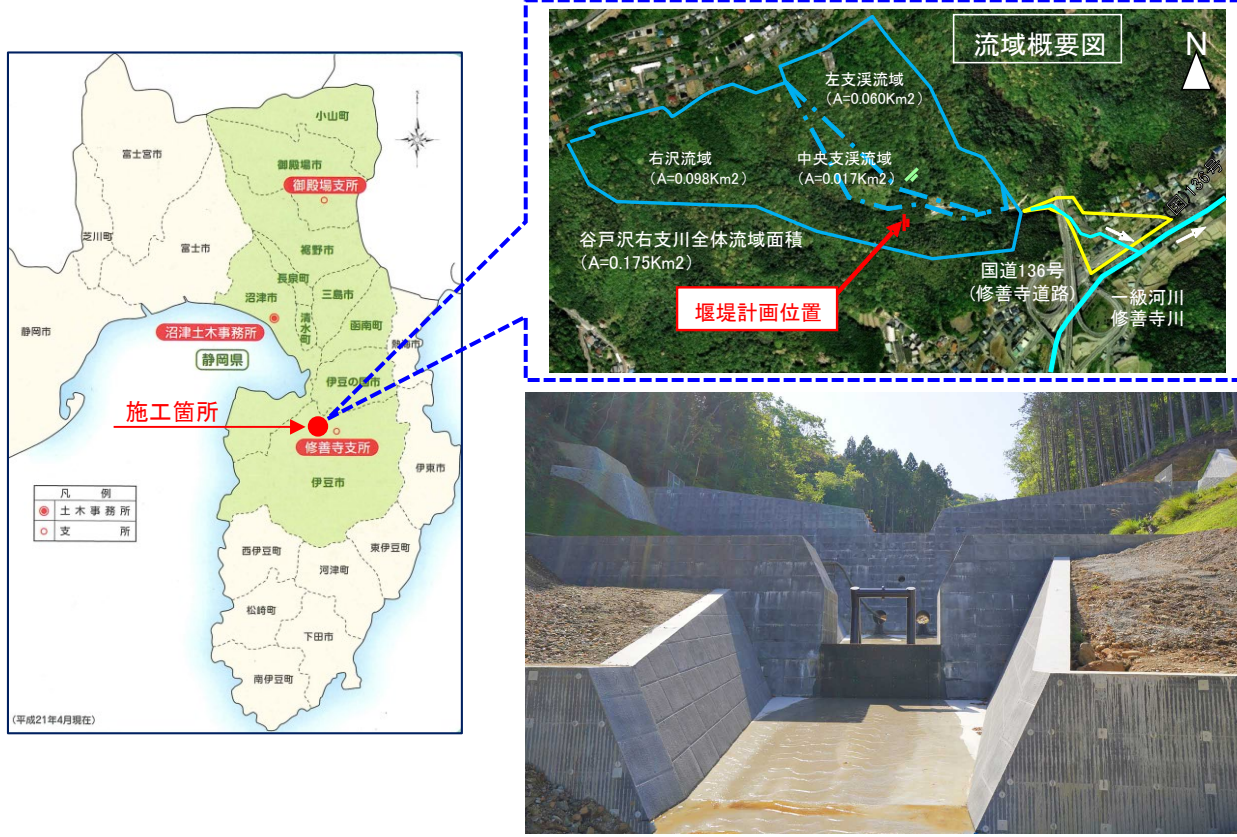 小山町
富士宮市
御殿場市
御殿場支所
芝川町
富士市
裾野市
長泉町
三島市
沼津市
清水町
函南町
静岡市
沼津土木事務所
熱海市
静岡県
伊豆の国市
施工箇所
修善寺支所
伊東市
伊豆市
凡 例
土木事務所
支 所
西伊豆町
東伊豆町
河津町
松崎町
下田市
南伊豆町
(平成21年4月現在)
流域概要図
N
左支渓流域
(A=0.060Km2)
右沢流域
(A=0.098Km2)
中央支渓流域
(A=0.017Km2)
谷戸沢右支川全体流域面積
(A=0.175Km2)
堰堤計画位置
国道136号
(修善寺道路)
一級河川
修善寺川
(国)136号